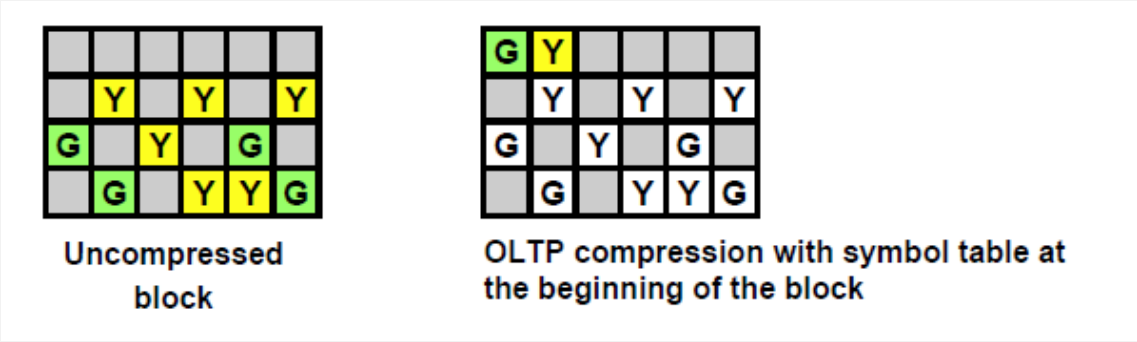 G Y
Y Y Y
Y Y Y
G Y G
G Y G
G Y Y G
G Y Y G
Uncompressed
block
OLTP compression with symbol table at
the beginning of the block